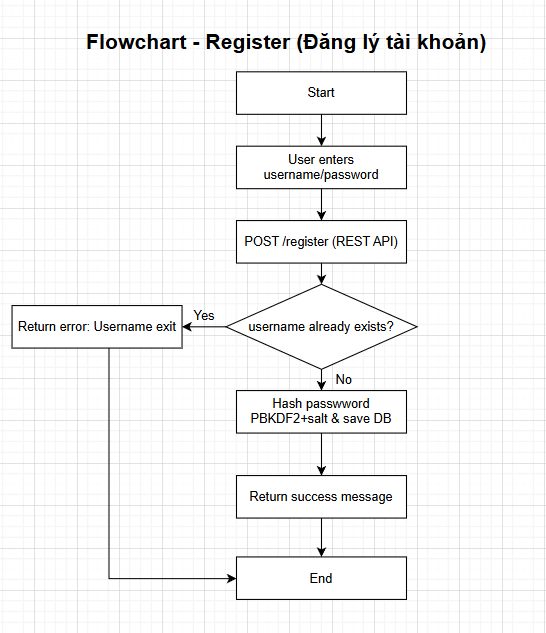 Flowchart - Register (Đăng lý tài khoản)
Start
User enters
username/password
POST /register (REST API)
username already exists?
Yes
Return error: Username exit
No
Hash passwword
PBKDF2+salt & save DB
Return success message
End